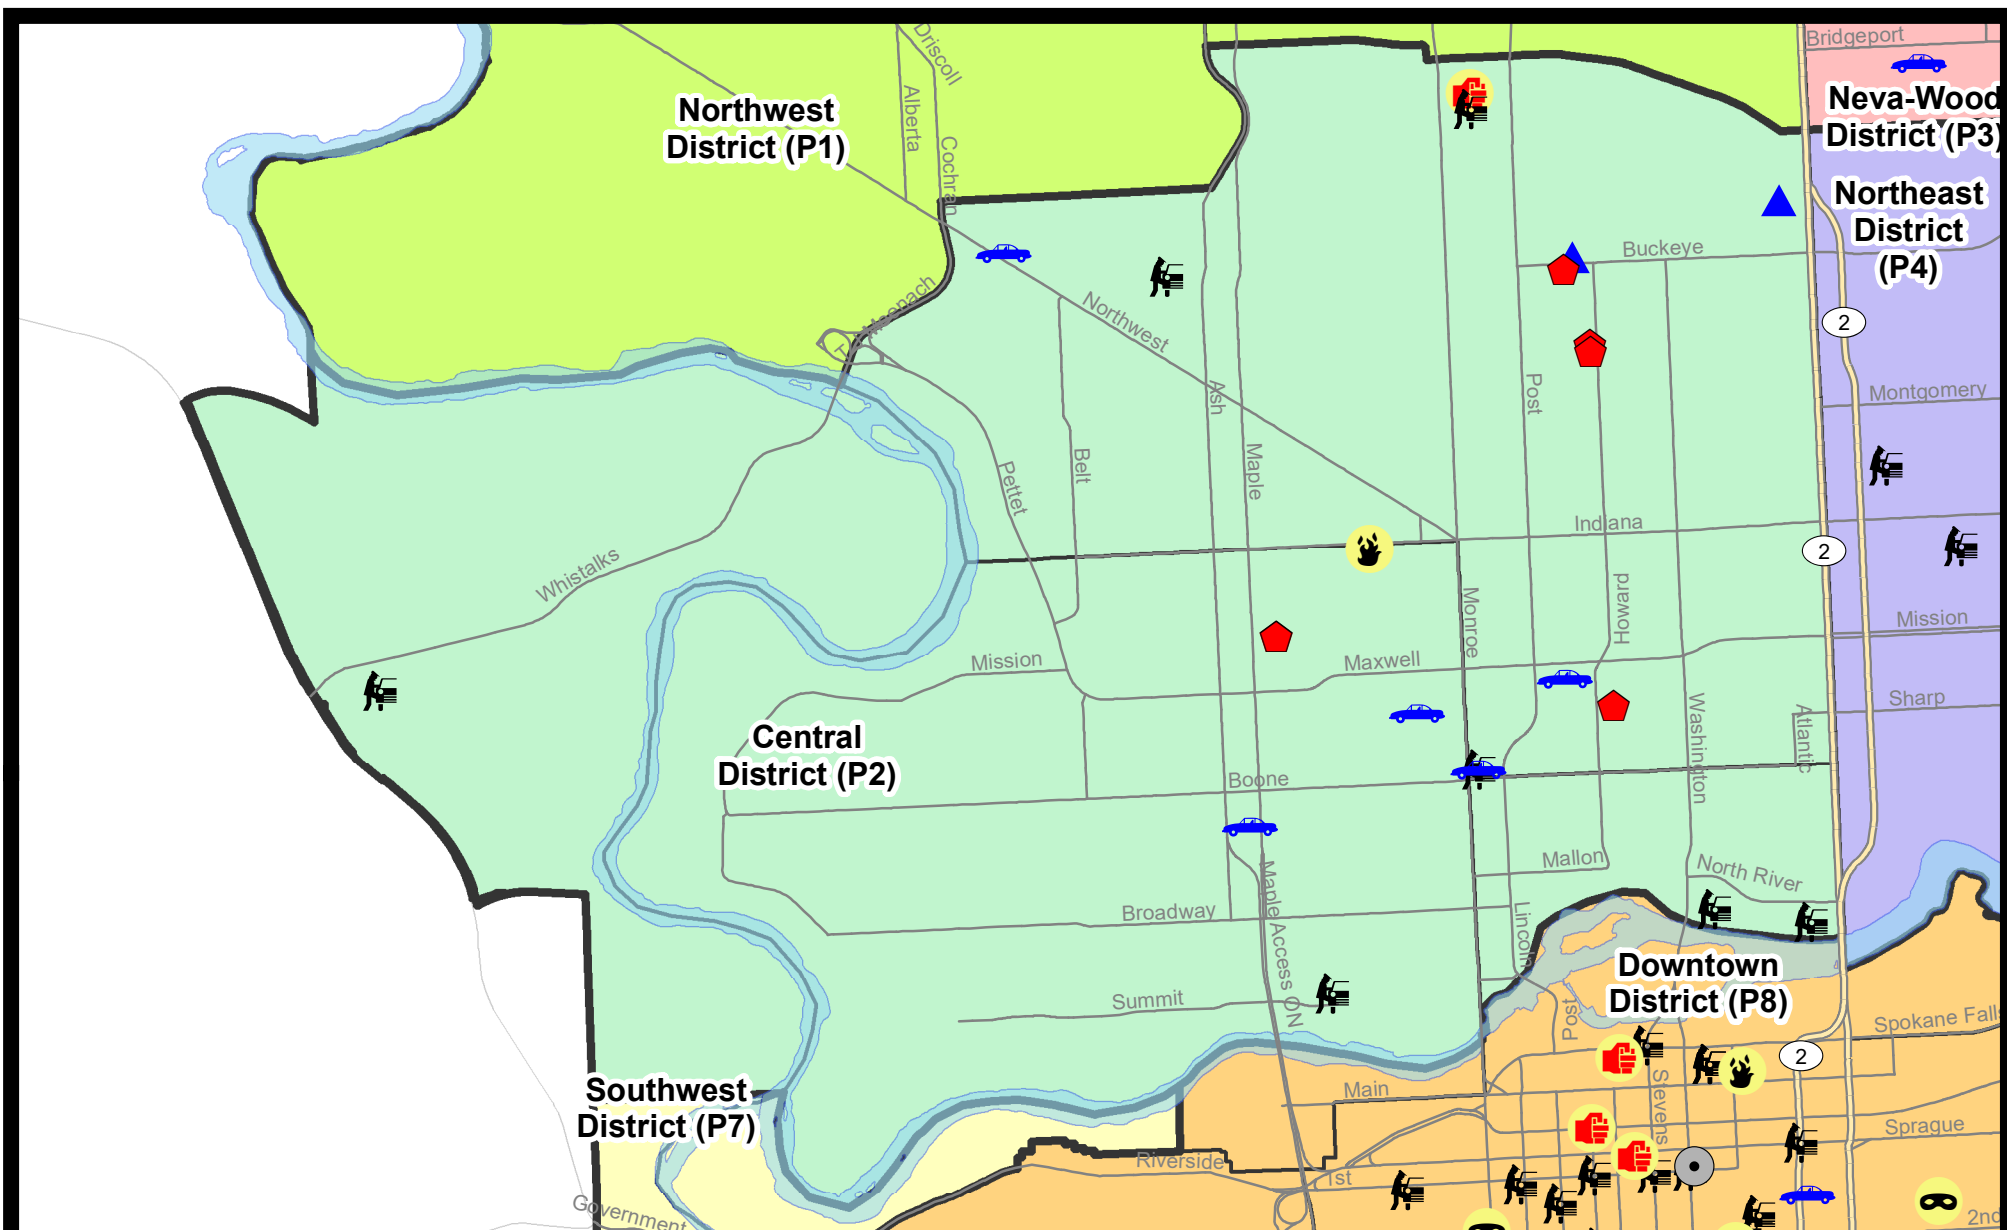 Bridgeport
Driscoll
Alberta
Cochran
Northwest
District (P1)
Neva-Wood
District (P3)
Northeast
District
(P4)
Buckeye
Northwest
2
Ash
Post
Montgomery
Maple
Belt
Pettet
Indiana
2
Whistalks
Howard
Monroe
Mission
Mission
Maxwell
Sharp
Washington
Atlantic
Central
District (P2)
Boone
Mallon
North River
Maple Access ON
Broadway
Lincoln
Downtown
District (P8)
Summit
Post
Spokane Falls
2
Southwest
District (P7)
Main
Stevens
Sprague
Riverside
1st
Government
2nd